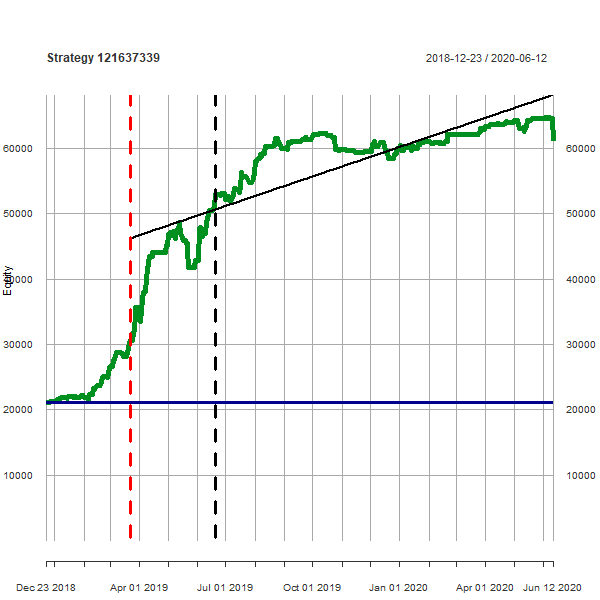 Strategy 121637339
2018-12-23 / 2020-06-12
60000
60000
50000
50000
40000
40000
Equity
30000
30000
20000
20000
10000
10000
Dec 23 2018
Apr 01 2019
Jul 01 2019
Oct 01 2019
Jan 01 2020
Apr 01 2020
Jun 12 2020